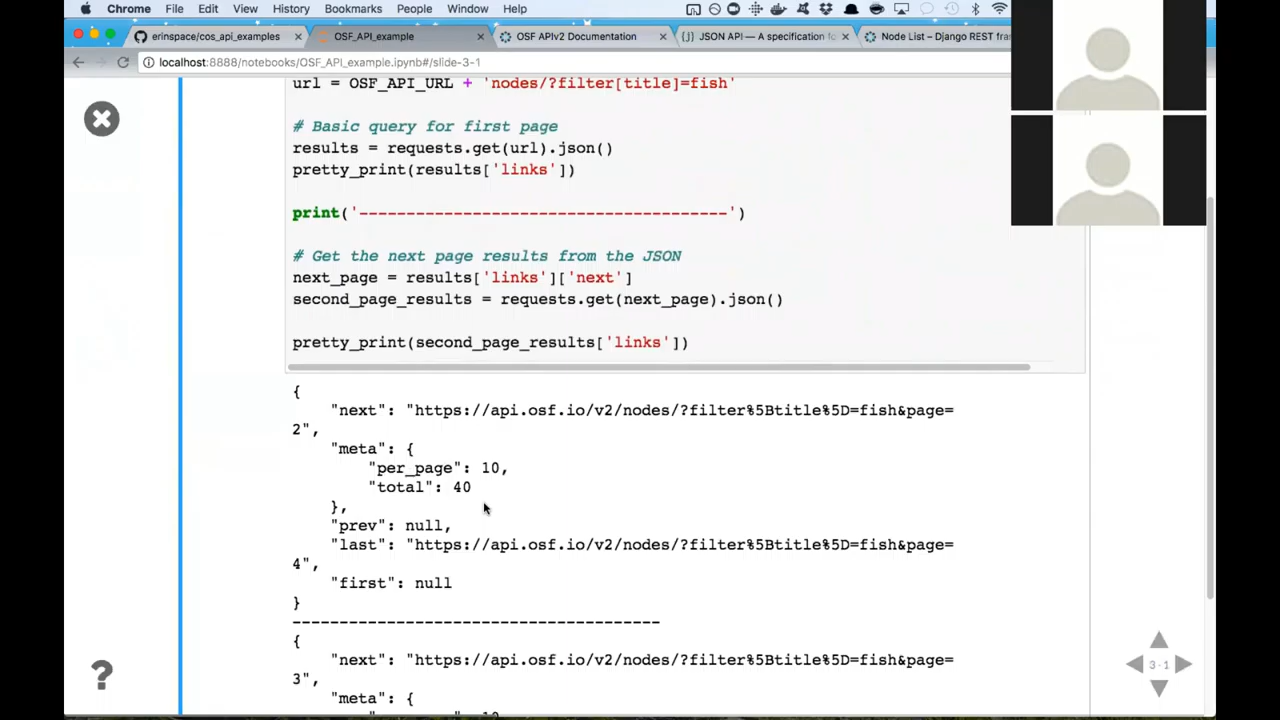 Chrome File Edit View History Bookmarks People Window Help
erinspace/cos_api_examples × OSF_API_example × OSF APIv2 Documentation × {;} JSON API — A specification fo × Node List – Django REST fram
localhost:8888/notebooks/OSF_API_example.ipynb#/slide-3-1
url = OSF_API_URL + 'nodes/?filter[title]=fish'
# Basic query for first page
results = requests.get(url).json()
pretty_print(results['links'])
print('---------------------------------------')
# Get the next page results from the JSON
next_page = results['links']['next']
second_page_results = requests.get(next_page).json()
pretty_print(second_page_results['links'])
{
"next": "https://api.osf.io/v2/nodes/?filter%5Btitle%5D=fish&page=
2",
"meta": {
"per_page": 10,
"total": 40
},
"prev": null,
"last": "https://api.osf.io/v2/nodes/?filter%5Btitle%5D=fish&page=
4",
"first": null
}
---------------------------------------
{
"next": "https://api.osf.io/v2/nodes/?filter%5Btitle%5D=fish&page=
3",
"meta": {
?
3-1